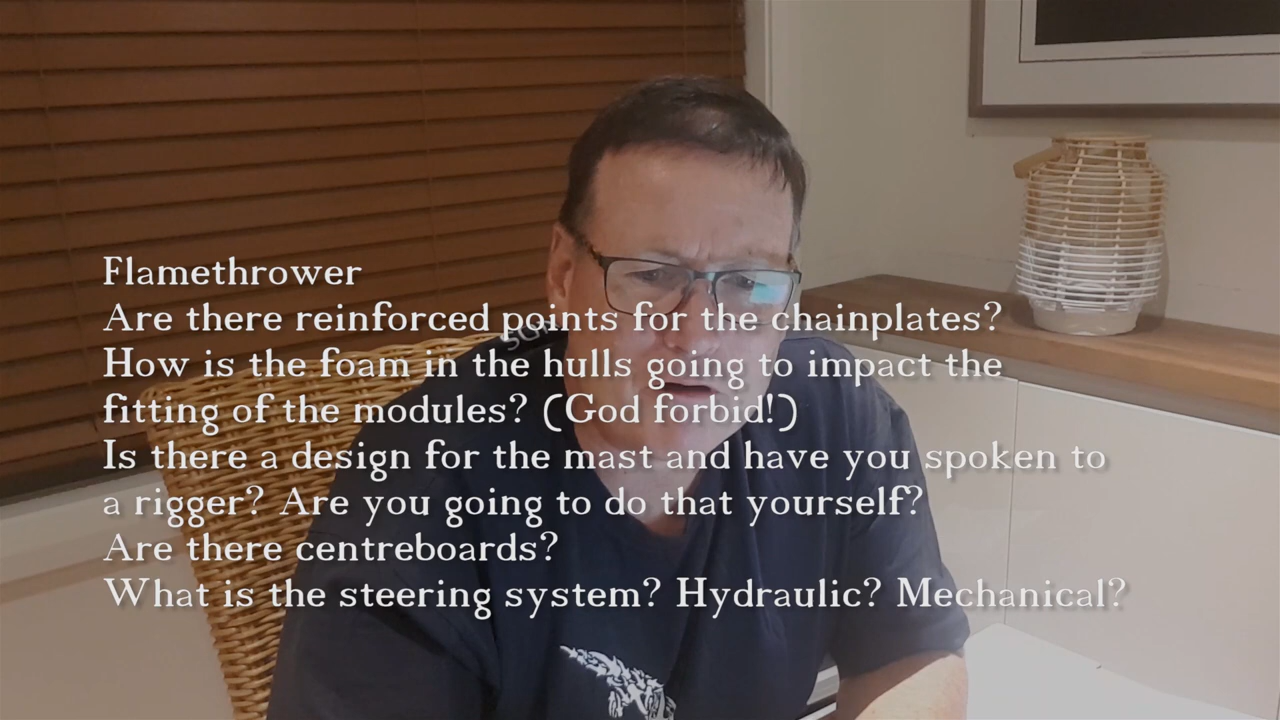 Flamethrower
Are there reinforced points for the chainplates?
How is the foam in the hulls going to impact the
fitting of the modules? (God forbid!)
Is there a design for the mast and have you spoken to
a rigger? Are you going to do that yourself?
Are there centreboards?
What is the steering system? Hydraulic? Mechanical?